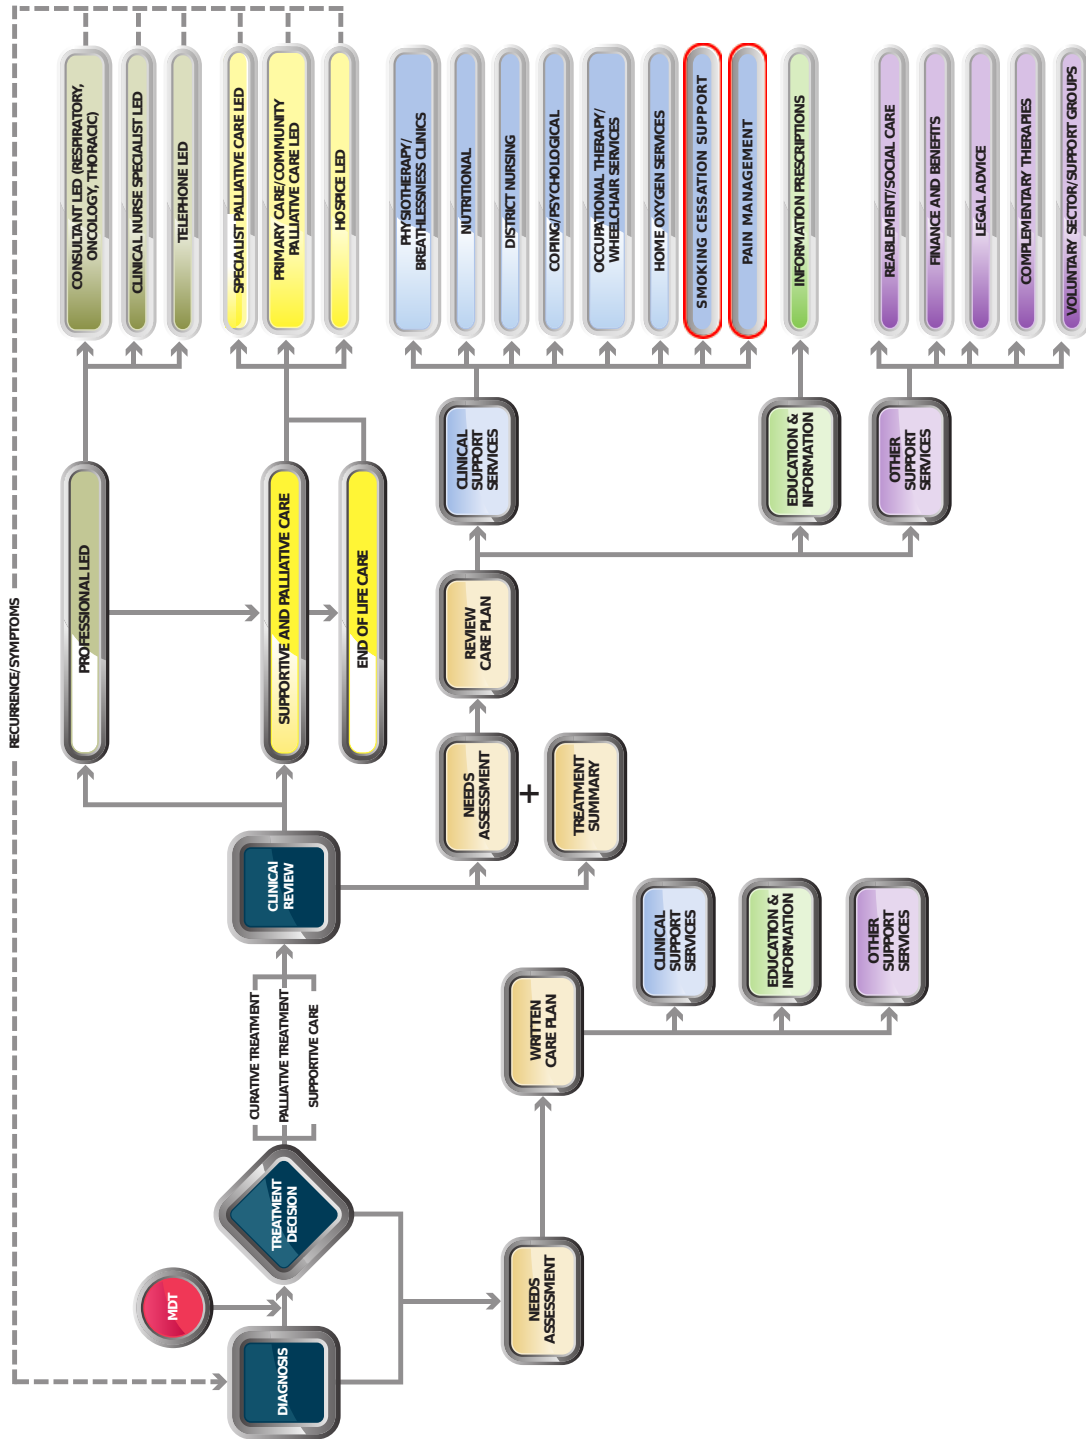 RECURRENCE/SYMPTOMS
DIAGNOSIS
MDT
TREATMENT
DECISION
CURATIVE TREATMENT
PALLIATIVE TREATMENT
SUPPORTIVE CARE
CLINICAl
REVIEW
PROFESSIONAL LED
SUPPORTIVE AND PALLIATIVE CARE
END OF LIFE CARE
CONSULTANT LED (RESPIRATORY,
ONCOLOGY, THORACIC)
CLINICAL NURSE SPECIALIST LED
TELEPHONE LED
SPECIALIST PALLIATIVE CARE LED
PRIMARY CARE/COMMUNITY
PALLIATIVE CARE LED
HOSPICE LED
NEEDS
ASSESSMENT
+
TREATMENT
SUMMARY
REVIEW
CARE PLAN
CLINICAL
SUPPORT
SERVICES
EDUCATION &
INFORMATION
OTHER
SUPPORT
SERVICES
PHYSIOTHERAPY/
BREATHLESSNESS CLINICS
NUTRITIONAL
DISTRICT NURSING
COPING/PSYCHOLOGICAL
OCCUPATIONAL THERAPY/
WHEELCHAIR SERVICES
HOME OXYGEN SERVICES
SMOKING CESSATION SUPPORT
PAIN MANAGEMENT
INFORMATION PRESCRIPTIONS
REABLEMENT/SOCIAL CARE
FINANCE AND BENEFITS
LEGAL ADVICE
COMPLEMENTARY THERAPIES
VOLUNTARY SECTOR/SUPPORT GROUPS
NEEDS
ASSESSMENT
WRITTEN
CARE PLAN
CLINICAL
SUPPORT
SERVICES
EDUCATION &
INFORMATION
OTHER
SUPPORT
SERVICES